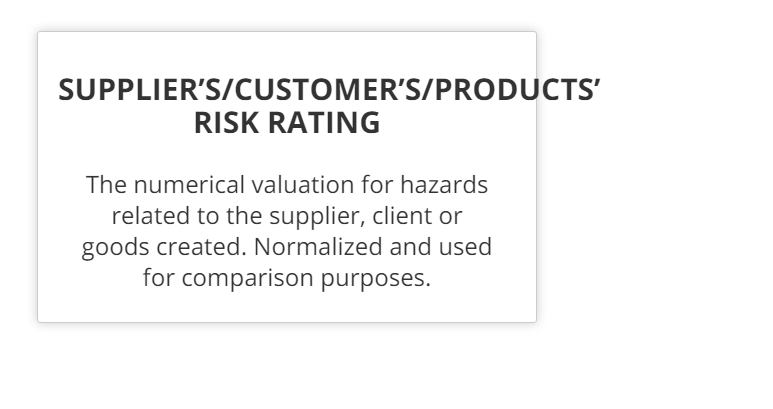 SUPPLIER’S/CUSTOMER’S/PRODUCTS’
RISK RATING
The numerical valuation for hazards
related to the supplier, client or
goods created. Normalized and used
for comparison purposes.